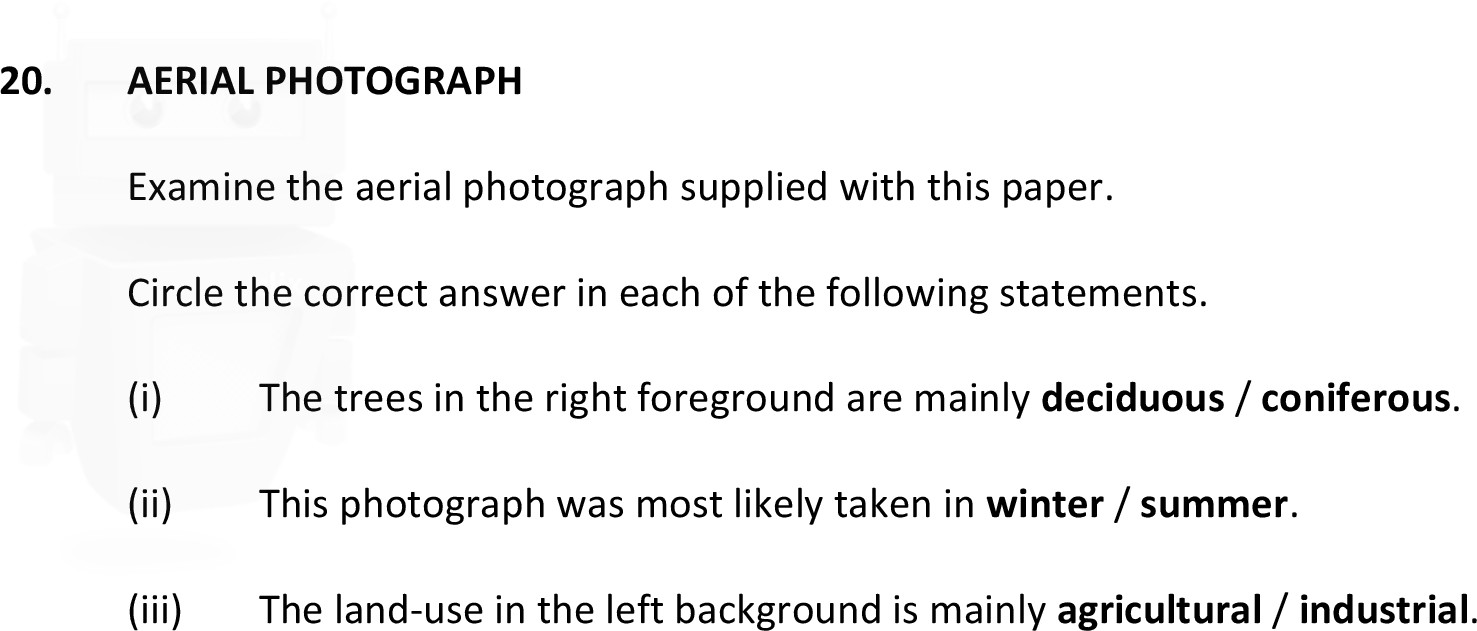 20. AERIAL PHOTOGRAPH
Examine the aerial photograph supplied with this paper.
Circle the correct answer in each of the following statements.
(i) The trees in the right foreground are mainly deciduous / coniferous.
(ii) This photograph was most likely taken in winter / summer.
(iii) The land-use in the left background is mainly agricultural / industrial.